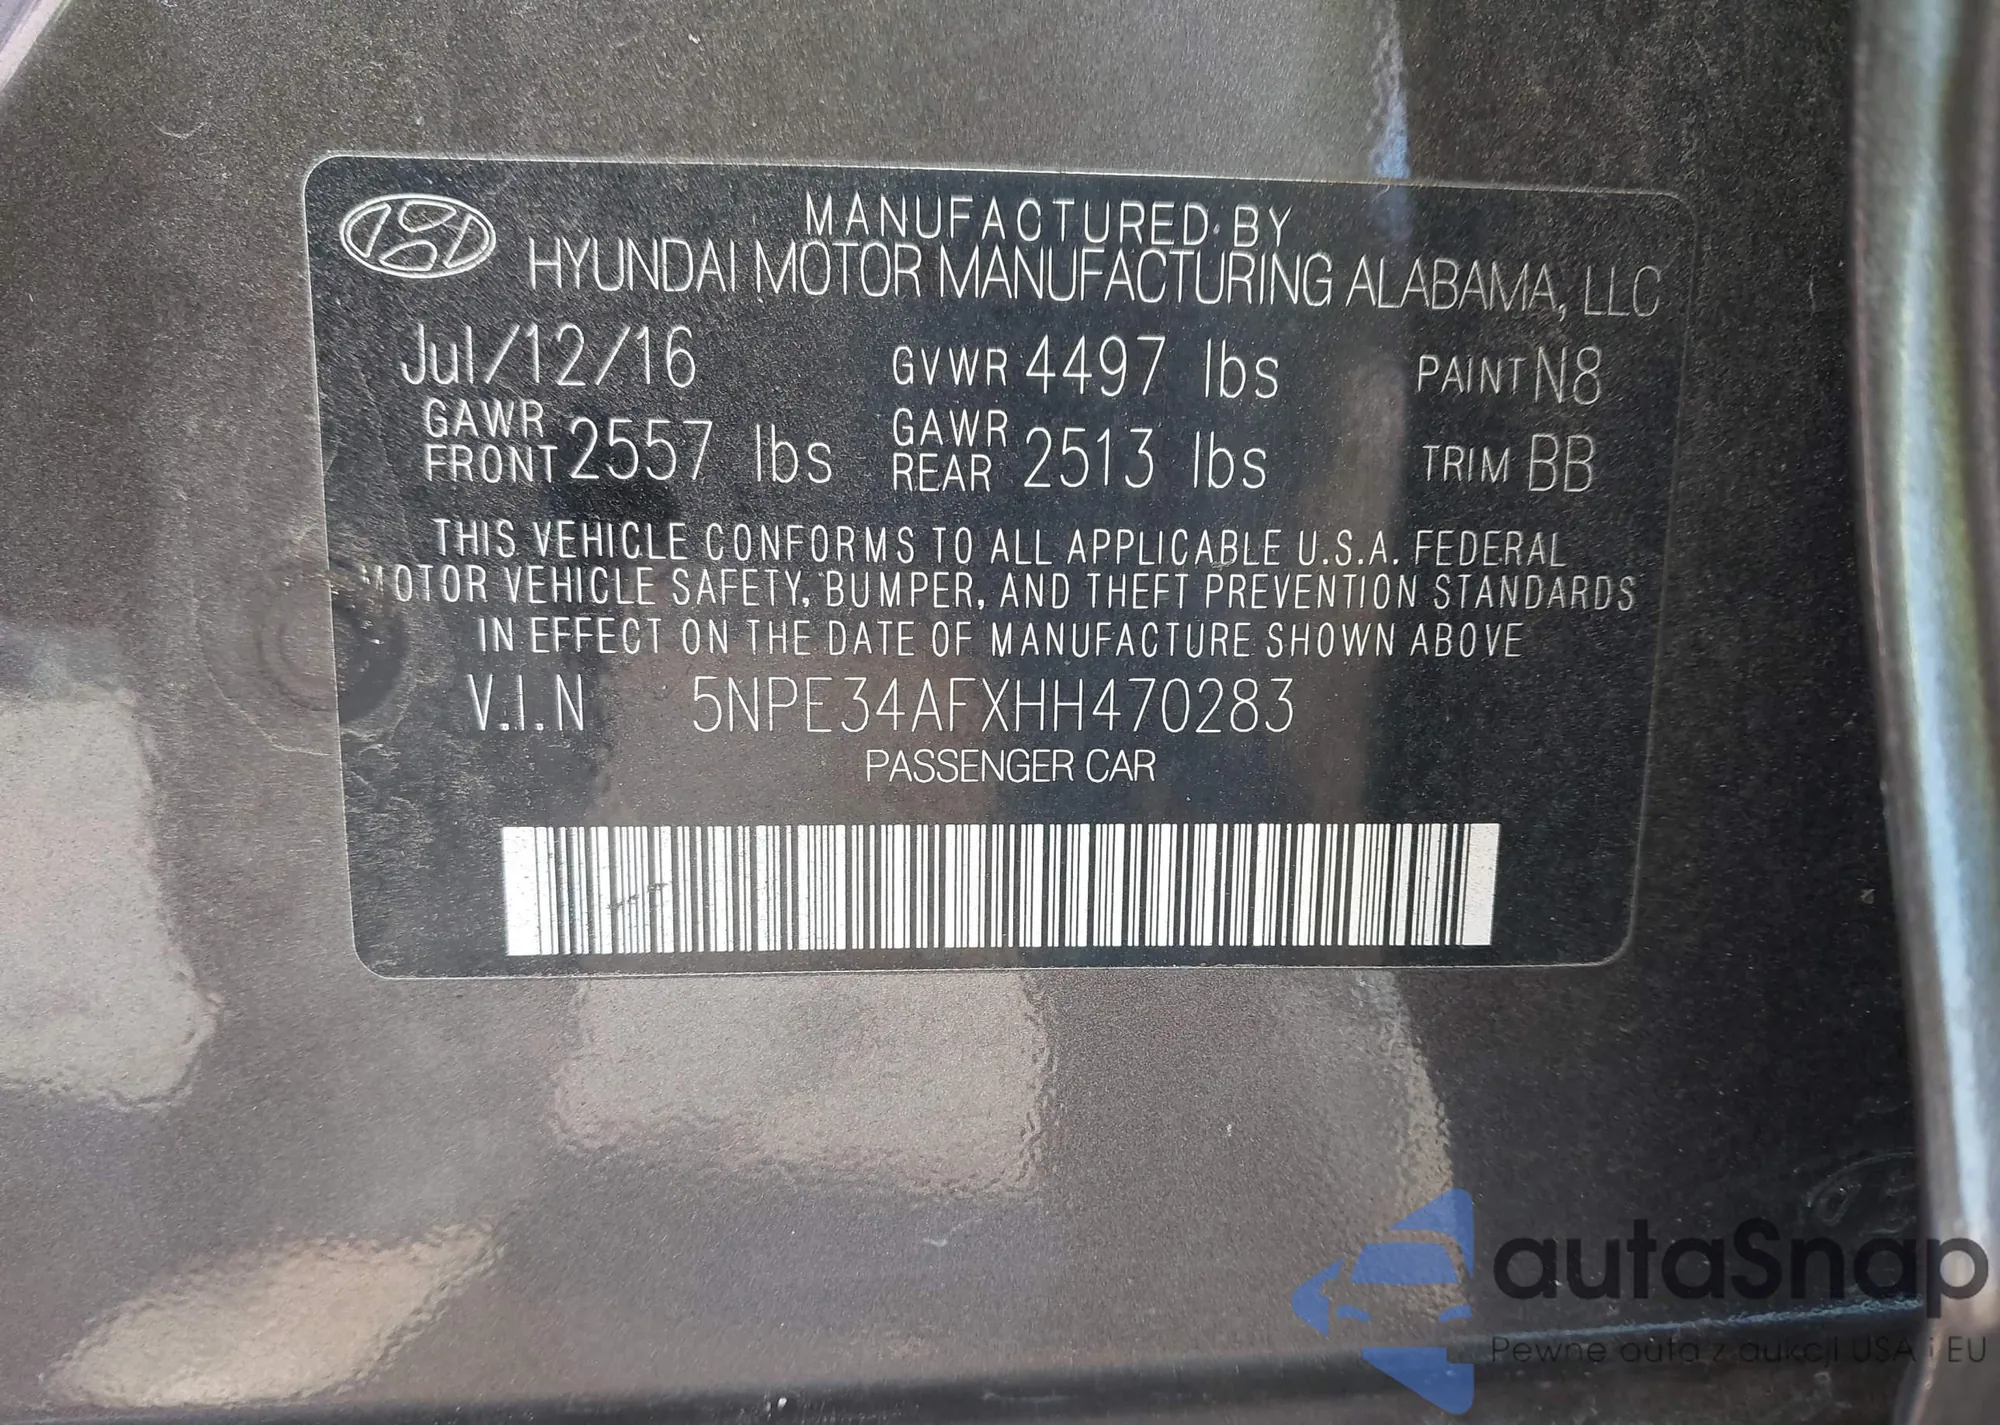 MANUFACTURED BY
HYUNDAI MOTOR MANUFACTURING ALABAMA, LLC
Jul/12/16 GVWR 4497 lbs PAINT N8
GAWR FRONT 2557 lbs GAWR REAR 2513 lbs TRIM BB
THIS VEHICLE CONFORMS TO ALL APPLICABLE U.S.A. FEDERAL
MOTOR VEHICLE SAFETY, BUMPER, AND THEFT PREVENTION STANDARDS
IN EFFECT ON THE DATE OF MANUFACTURE SHOWN ABOVE
V.I.N 5NPE34AFXHH470283
PASSENGER CAR
autaSnap
Pewne auta z aukcji USA i EU